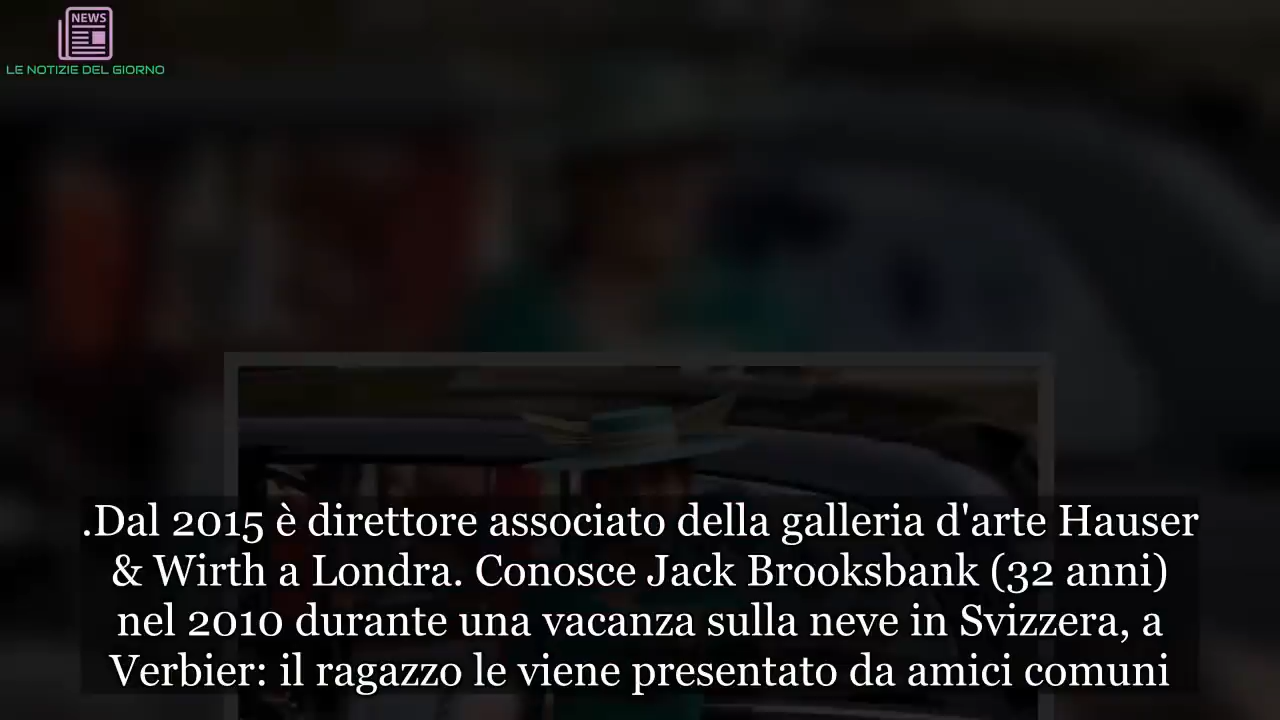 NEWS
LE NOTIZIE DEL GIORNO
.Dal 2015 è direttore associato della galleria d'arte Hauser
& Wirth a Londra. Conosce Jack Brooksbank (32 anni)
nel 2010 durante una vacanza sulla neve in Svizzera, a
Verbier: il ragazzo le viene presentato da amici comuni